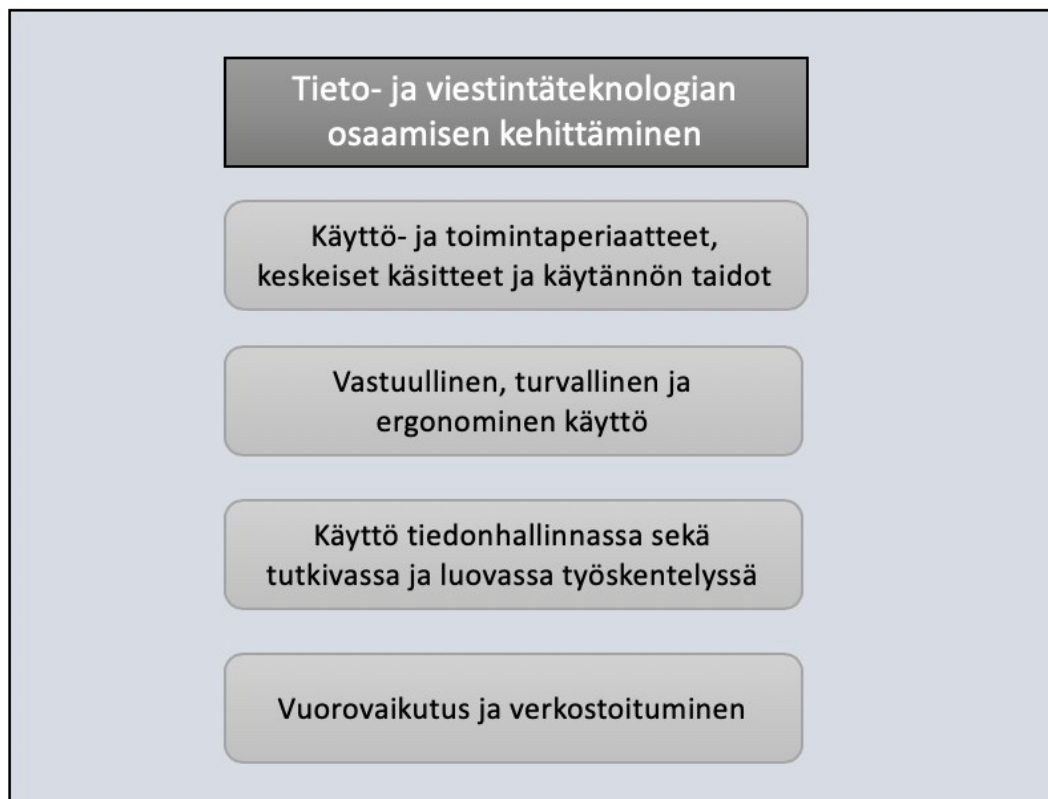 Tieto- ja viestintäteknologian
osaamisen kehittäminen
Käyttö- ja toimintaperiaatteet,
keskeiset käsitteet ja käytännön taidot
Vastuullinen, turvallinen ja
ergonominen käyttö
Käyttö tiedonhallinnassa sekä
tutkivassa ja luovassa työskentelyssä
Vuorovaikutus ja verkostoituminen